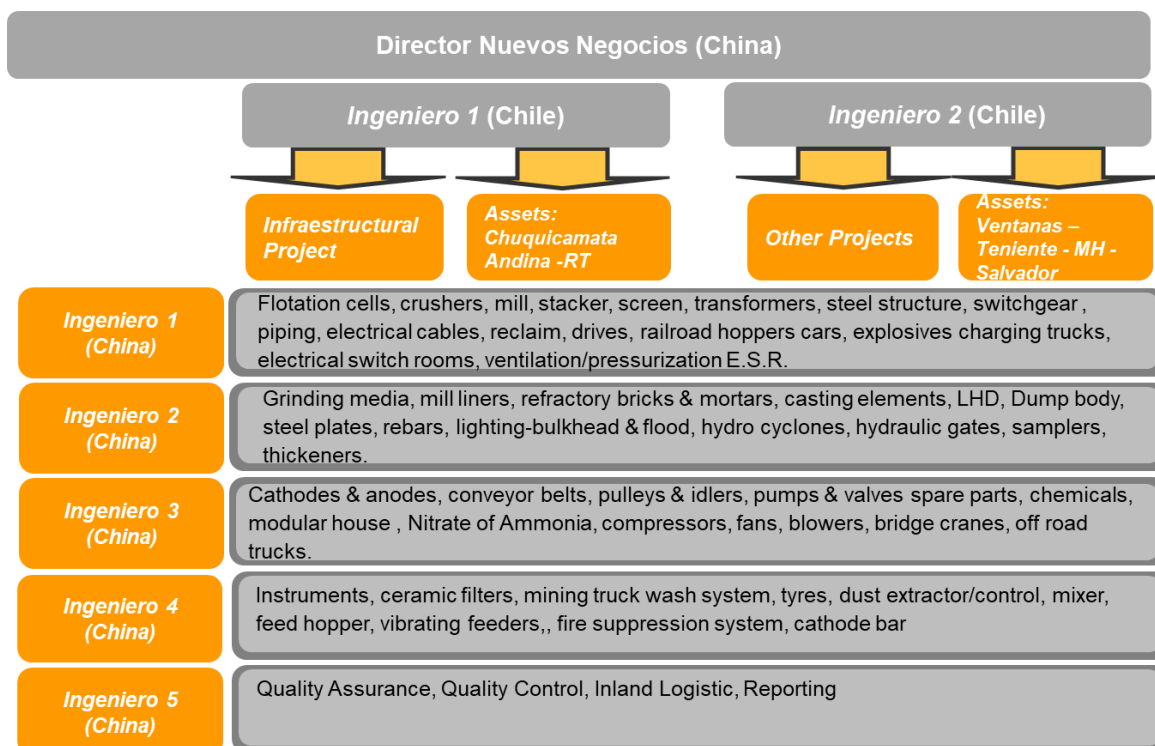 Director Nuevos Negocios (China)
Ingeniero 1 (Chile)
Ingeniero 2 (Chile)
Infraestructural
Project
Assets:
Chuquicamata
Andina -RT
Other Projects
Assets:
Ventanas –
Teniente - MH -
Salvador
Ingeniero 1
(China)
Flotation cells, crushers, mill, stacker, screen, transformers, steel structure, switchgear ,
piping, electrical cables, reclaim, drives, railroad hoppers cars, explosives charging trucks,
electrical switch rooms, ventilation/pressurization E.S.R.
Ingeniero 2
(China)
Grinding media, mill liners, refractory bricks & mortars, casting elements, LHD, Dump body,
steel plates, rebars, lighting-bulkhead & flood, hydro cyclones, hydraulic gates, samplers,
thickeners.
Ingeniero 3
(China)
Cathodes & anodes, conveyor belts, pulleys & idlers, pumps & valves spare parts, chemicals,
modular house , Nitrate of Ammonia, compressors, fans, blowers, bridge cranes, off road
trucks.
Ingeniero 4
(China)
Instruments, ceramic filters, mining truck wash system, tyres, dust extractor/control, mixer,
feed hopper, vibrating feeders,, fire suppression system, cathode bar
Ingeniero 5
(China)
Quality Assurance, Quality Control, Inland Logistic, Reporting